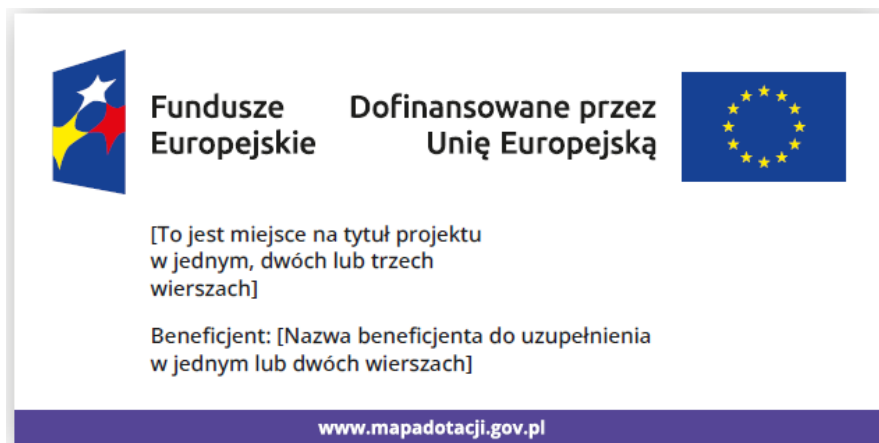 Fundusze
Europejskie
Dofinansowane przez
Unię Europejską
[To jest miejsce na tytuł projektu
w jednym, dwóch lub trzech
wierszach]
Beneficjent: [Nazwa beneficjenta do uzupełnienia
w jednym lub dwóch wierszach]
www.mapadotacji.gov.pl